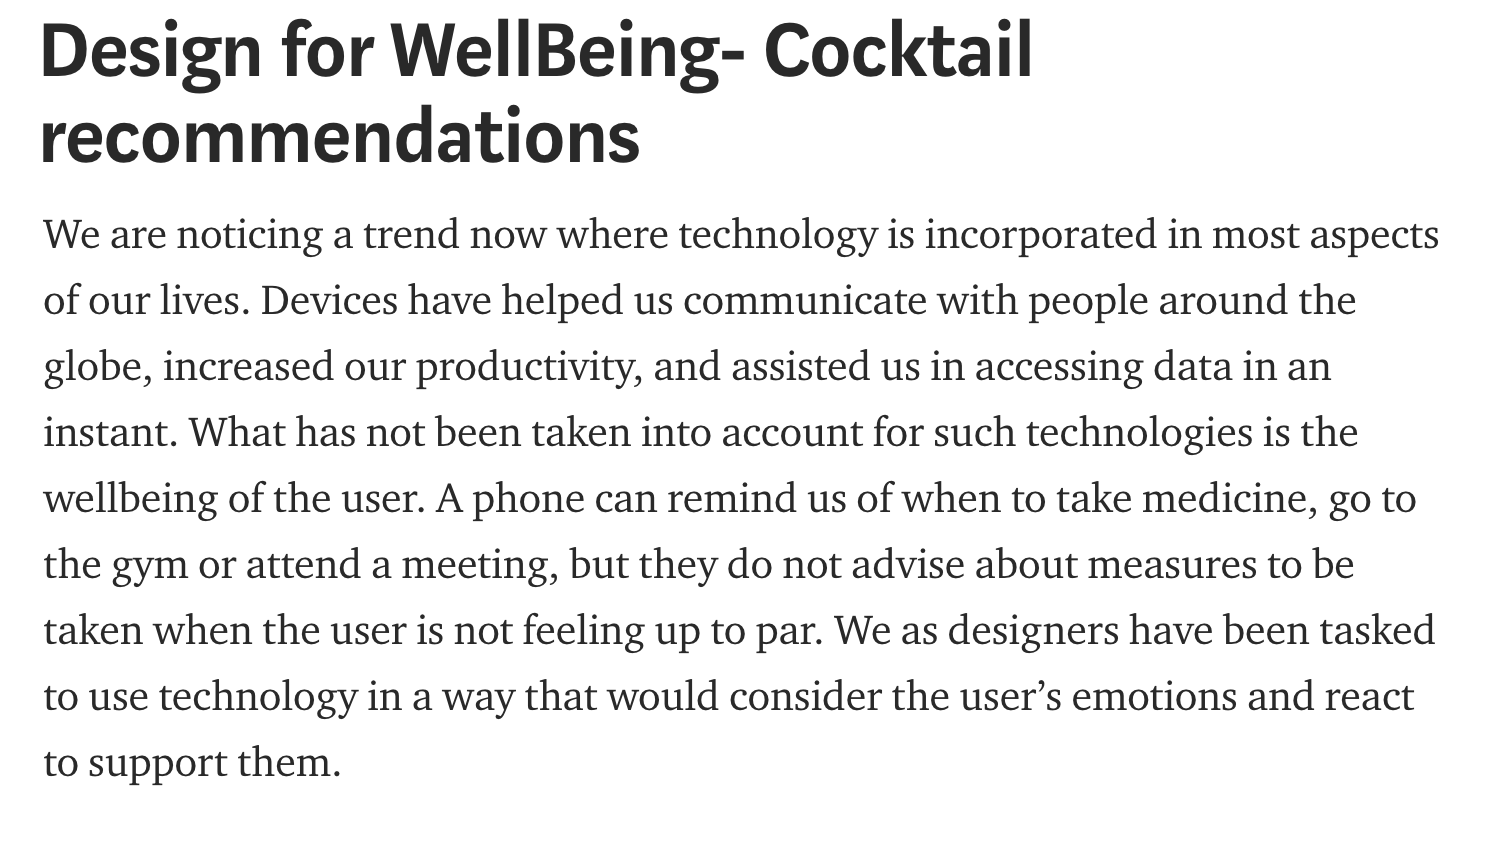 Design for WellBeing- Cocktail
recommendations
We are noticing a trend now where technology is incorporated in most aspects
of our lives. Devices have helped us communicate with people around the
globe, increased our productivity, and assisted us in accessing data in an
instant. What has not been taken into account for such technologies is the
wellbeing of the user. A phone can remind us of when to take medicine, go to
the gym or attend a meeting, but they do not advise about measures to be
taken when the user is not feeling up to par. We as designers have been tasked
to use technology in a way that would consider the user’s emotions and react
to support them.